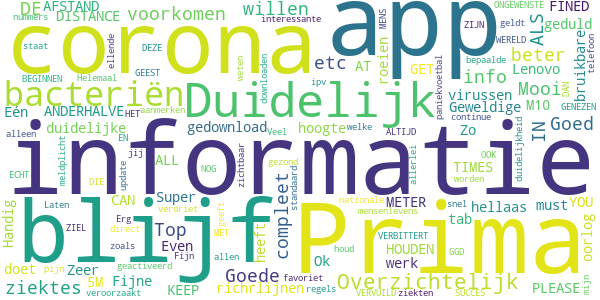 DE AFSTAND voorkomen willen ONGEWENSTE FINED
nummers DISTANCE interessante MENS ZIJN geldt ALS geduld
corona app
staat ellende DEZE WERELD bepaalde telefoon bruikbare
BEGINNEN GEEST etc roeien beter
Helemaal weten downloaden AT GET info Lenovo
bacteriën Duidelijk ipv paniekvoetbal virussen Mooi DAN
aanmerken M10 GENEZEN
Eén ANDERHALVE HET hoogte welke Geweldige
duidelijke gedownload Veel ALTIJD Zo IN Goed
alleen EN continue
informatie
ECHT meldplicht DIE ALL jij update NOG zichtbaar gezond standaard allerlei OOK TIMES worden duidelijkheid YOU
CAN nationale
blijf Prima
Handig Super verdriet geeft compleet mensenlevens METER snel hellaas must oorlog
ZIEL Laten Erg Top MET heeft VERBITTERT tab
direct Even allen houd HOUDEN
zoals Fijn Ok GGD
doet pijn Zeer geactiveerd Goede favoriet werk
ziektes SM Fijne Overzichtelijk mijn
KEEP richrlijnen regels PLEASE
veroorzaakt VERVUILD ziekten SUCCES